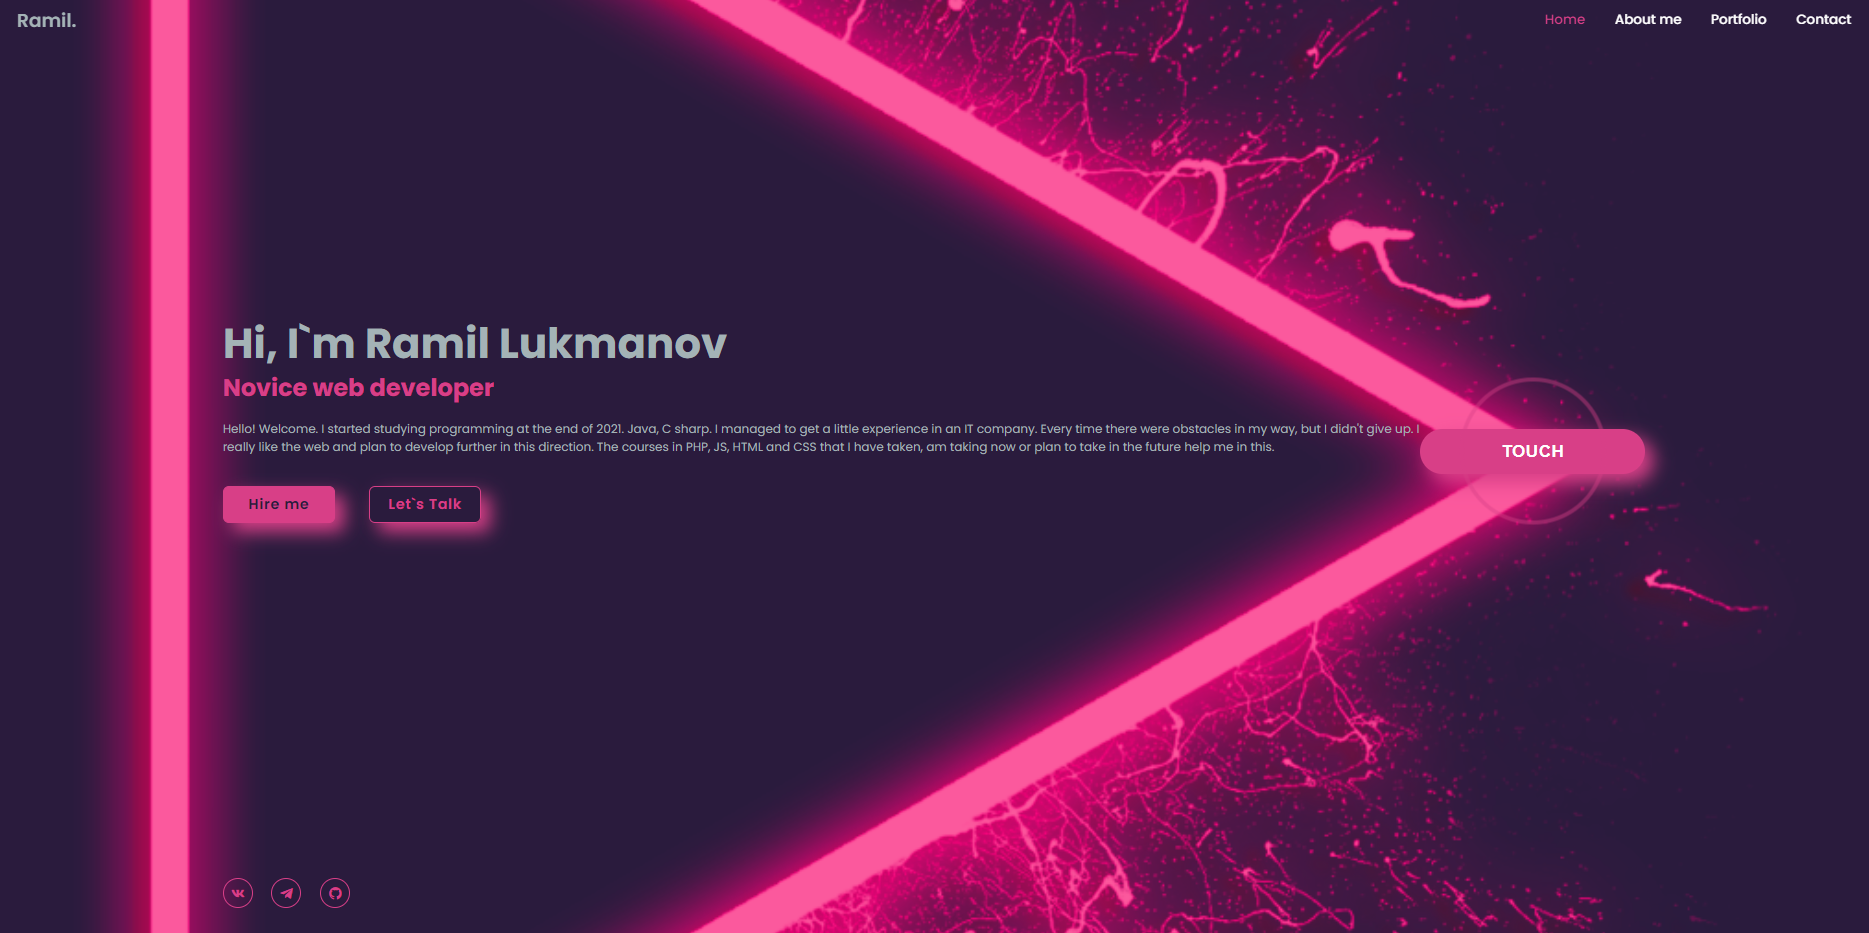 Ramil.
Home About me Portfolio Contact
Hi, I`m Ramil Lukmanov
Novice web developer
Hello! Welcome. I started studying programming at the end of 2021. Java, C sharp. I managed to get a little experience in an IT company. Every time there were obstacles in my way, but I didn't give up. I
really like the web and plan to develop further in this direction. The courses in PHP, JS, HTML and CSS that I have taken, am taking now or plan to take in the future help me in this.
TOUCH
Hire me Let`s Talk